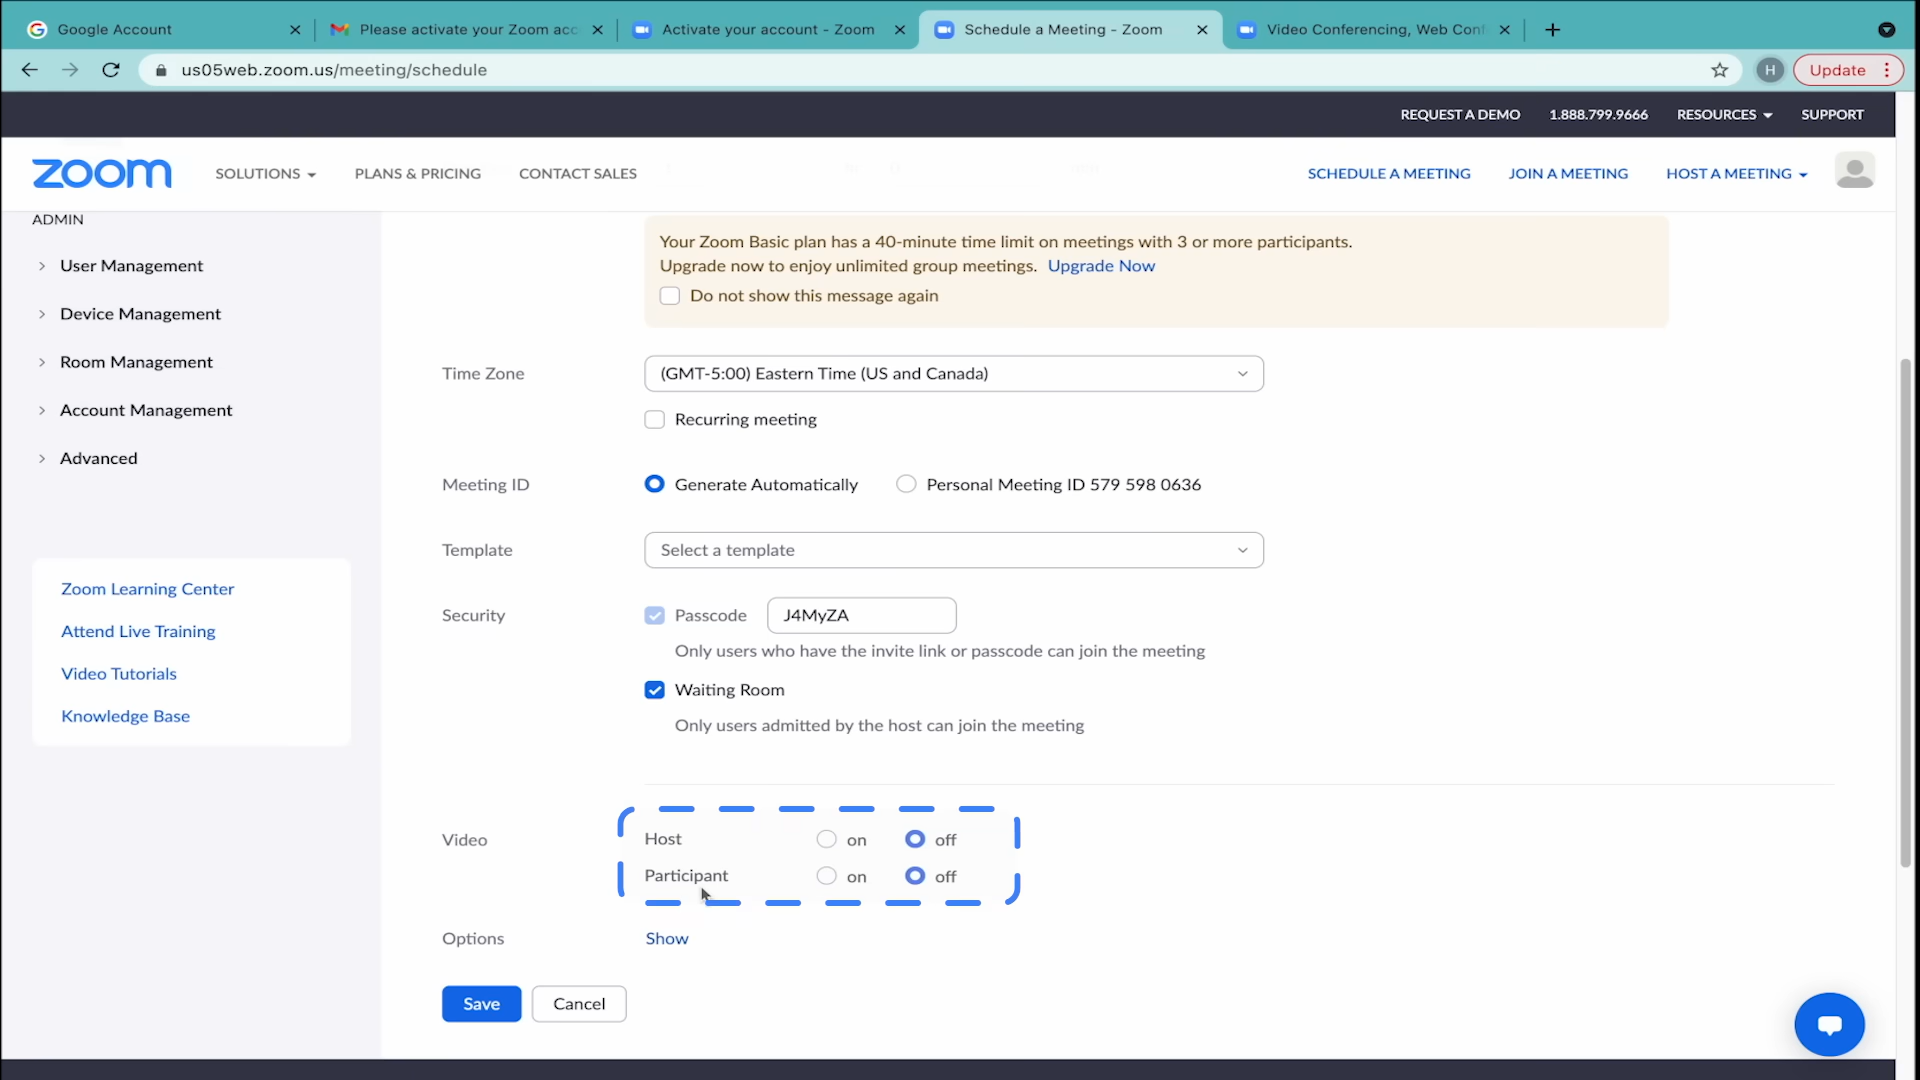 Google Account
Please activate your Zoom acc
Activate your account - Zoom
Schedule a Meeting - Zoom
Video Conferencing, Web Conf
us05web.zoom.us/meeting/schedule
H
Update
REQUEST A DEMO
1.888.799.9666
RESOURCES
SUPPORT
zoom
SOLUTIONS
PLANS & PRICING
CONTACT SALES
SCHEDULE A MEETING
JOIN A MEETING
HOST A MEETING
ADMIN
User Management
Device Management
Room Management
Account Management
Advanced
Zoom Learning Center
Attend Live Training
Video Tutorials
Knowledge Base
Your Zoom Basic plan has a 40-minute time limit on meetings with 3 or more participants.
Upgrade now to enjoy unlimited group meetings. Upgrade Now
Do not show this message again
Time Zone
(GMT-5:00) Eastern Time (US and Canada)
Recurring meeting
Meeting ID
Generate Automatically
Personal Meeting ID 579 598 0636
Template
Select a template
Security
Passcode
J4MyZA
Only users who have the invite link or passcode can join the meeting
Waiting Room
Only users admitted by the host can join the meeting
Video
Host
on
off
Participant
on
off
Options
Show
Save
Cancel